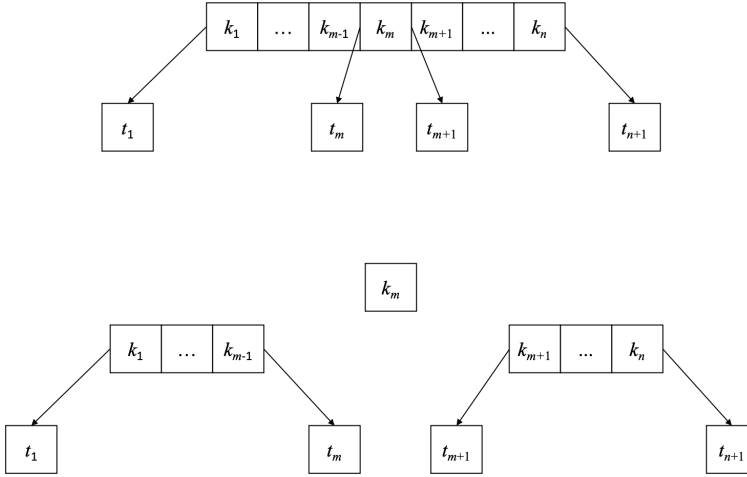 k₁ … kₘ₋₁ kₘ kₘ₊₁ ... kₙ
t₁ tₘ tₘ₊₁ tₙ₊₁
kₘ
k₁ … kₘ₋₁ kₘ₊₁ ... kₙ
t₁ tₘ tₘ₊₁ tₙ₊₁